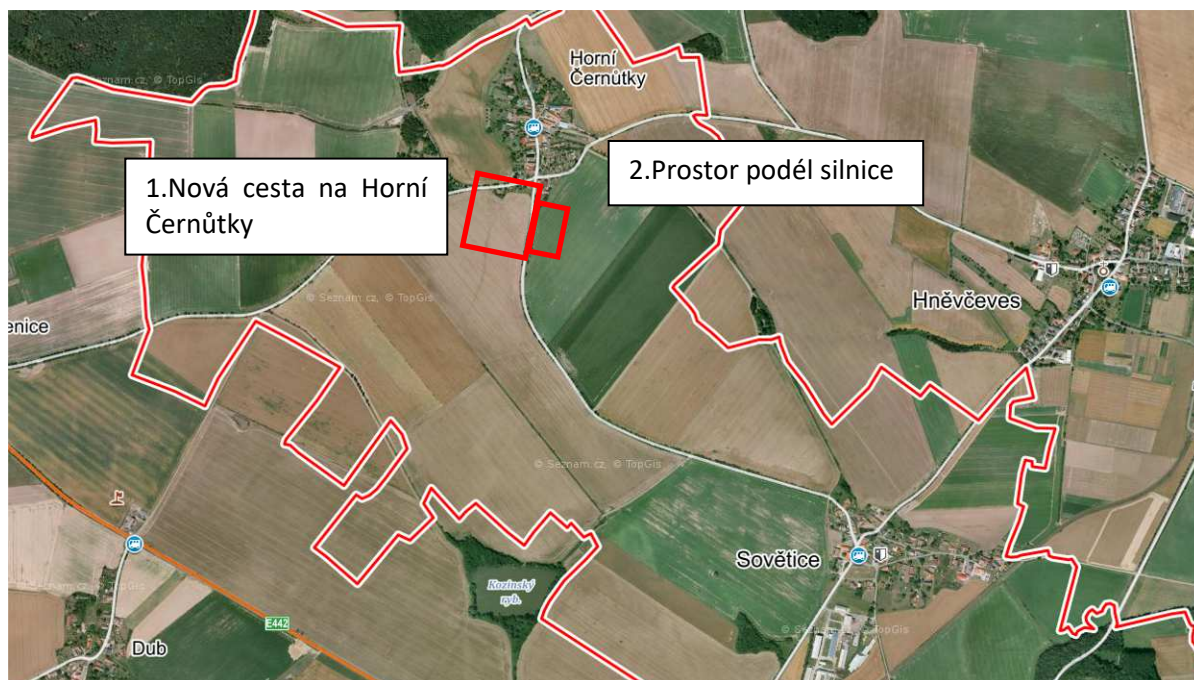 © Seznam.cz, © TopGis
Horní
Černůtky
1.Nová cesta na Horní
Černůtky
2.Prostor podél silnice
© Seznam.cz, © TopGis
Hněvčeves
enice
© Seznam.cz, © TopGis
Sovětice
Kozinský
ryb.
E442
Dub
© Seznam.cz, © TopGis